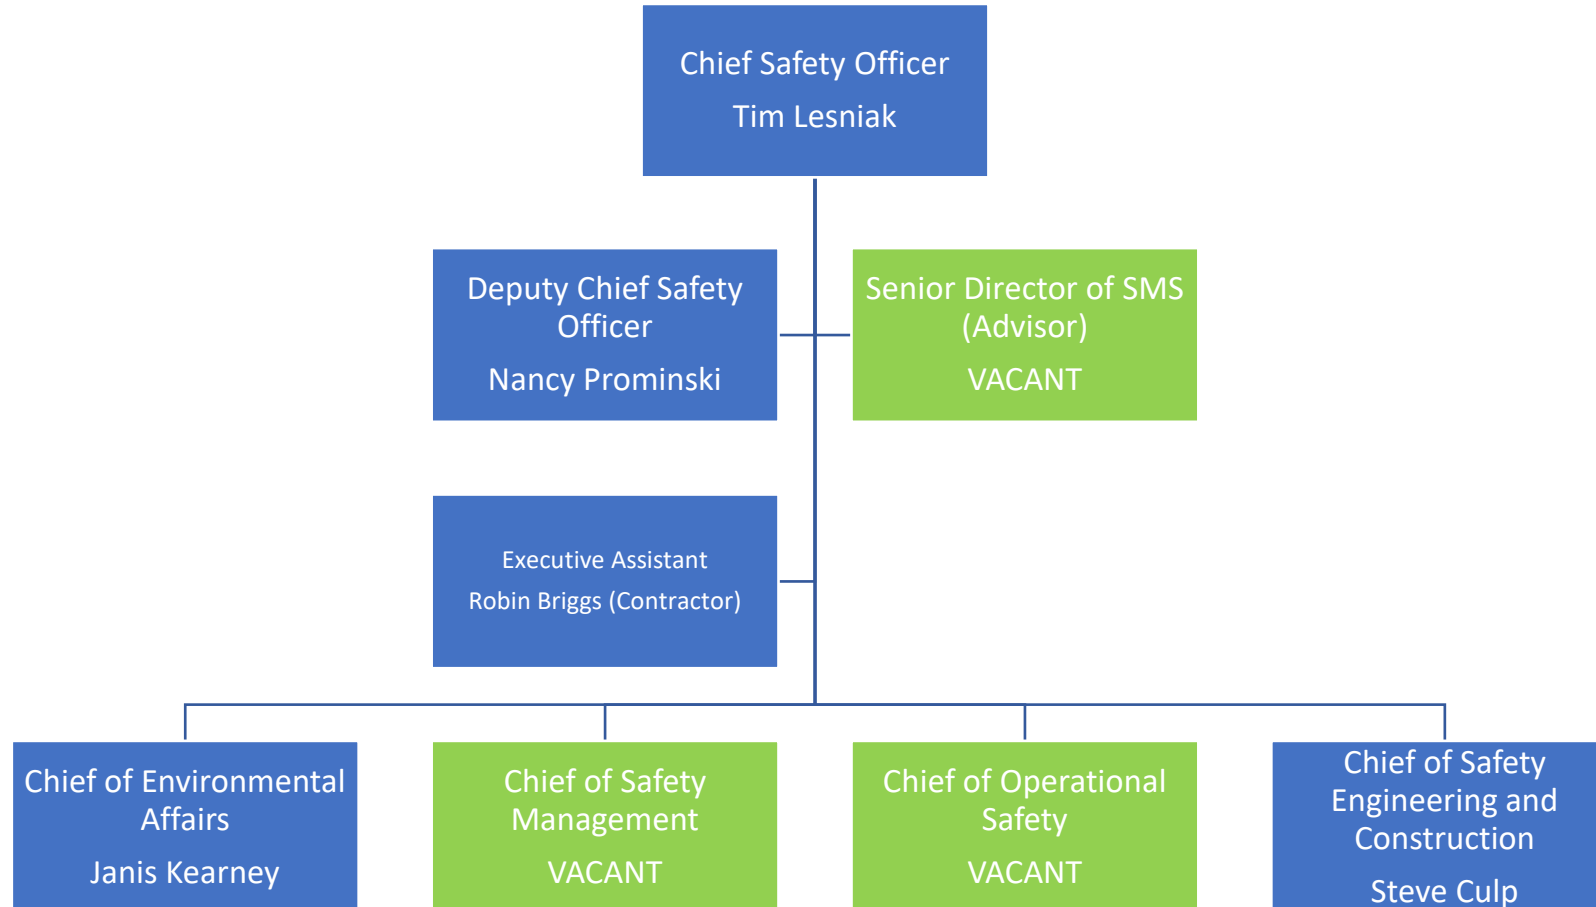 Chief Safety Officer
Tim Lesniak
Deputy Chief Safety
Officer
Nancy Prominski
Senior Director of SMS
(Advisor)
VACANT
Executive Assistant
Robin Briggs (Contractor)
Chief of Environmental
Affairs
Janis Kearney
Chief of Safety
Management
VACANT
Chief of Operational
Safety
VACANT
Chief of Safety
Engineering and
Construction
Steve Culp